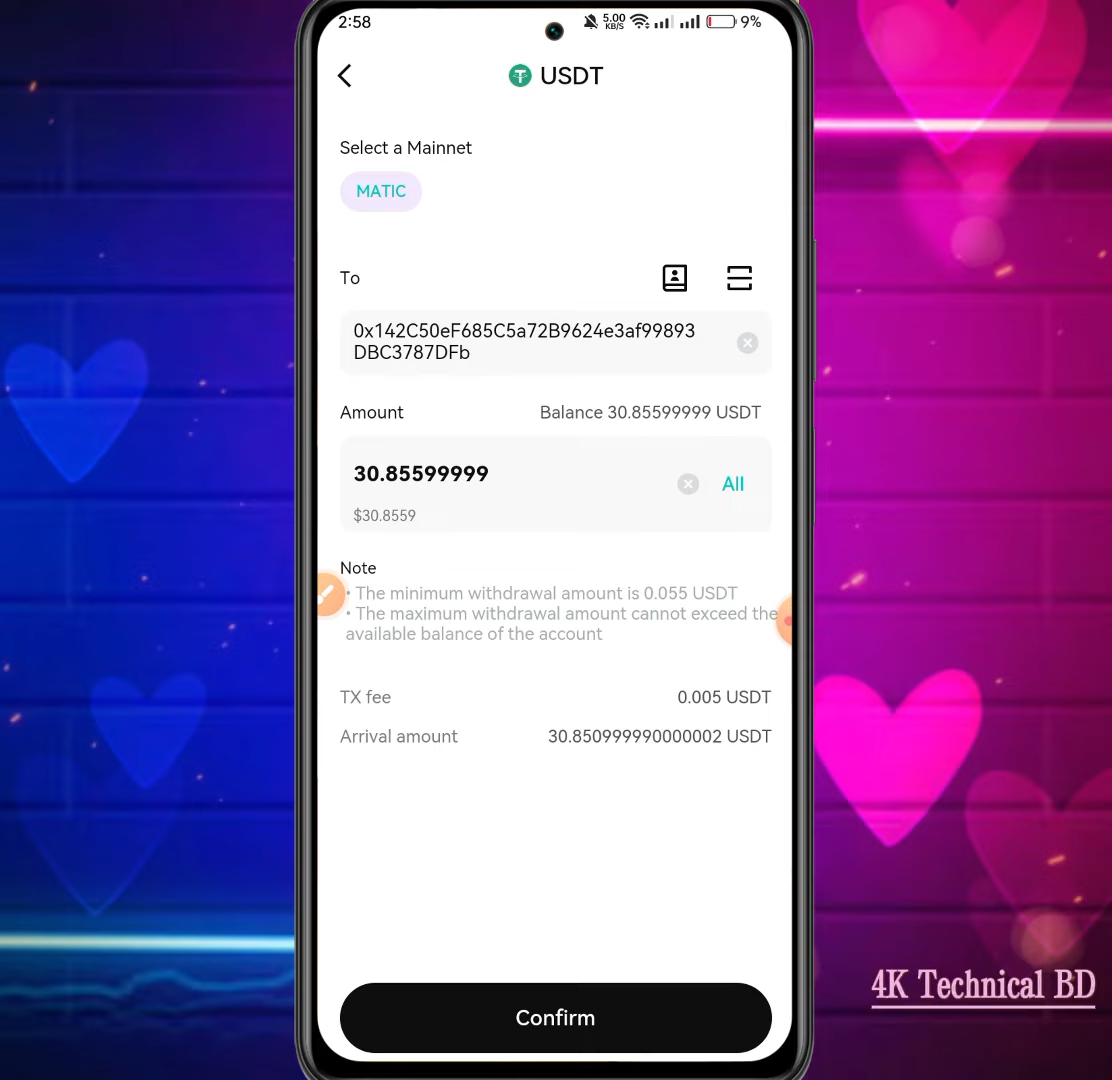 2:58
5.00
KB/S
9%
USDT
Select a Mainnet
MATIC
To
0x142C50eF685C5a72B9624e3af99893
DBC3787DFb
Amount
Balance 30.85599999 USDT
30.85599999
All
$30.8559
Note
• The minimum withdrawal amount is 0.055 USDT
• The maximum withdrawal amount cannot exceed the
available balance of the account
TX fee
0.005 USDT
Arrival amount
30.850999990000002 USDT
Confirm
4K Technical BD